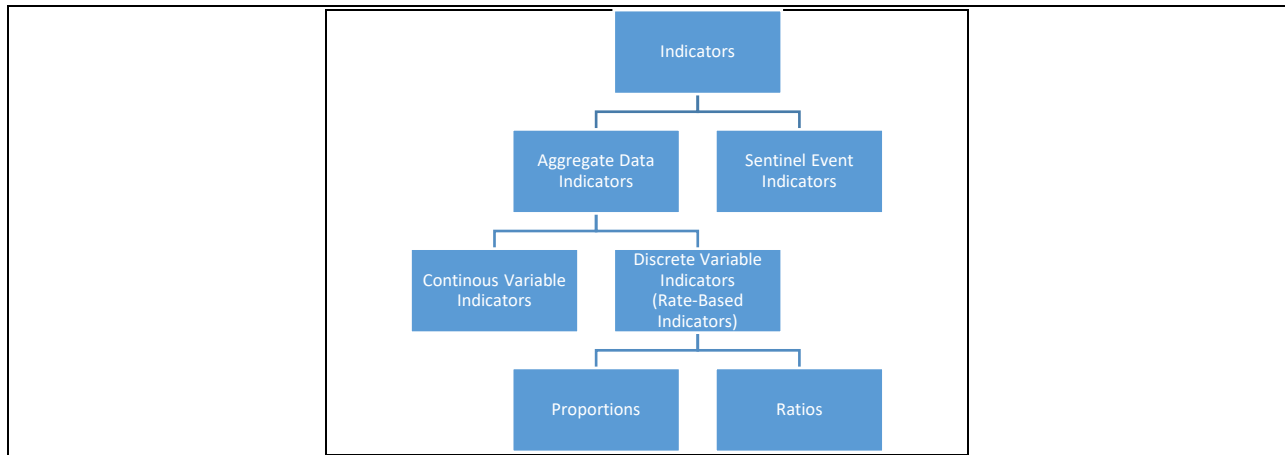 Indicators
Aggregate Data
Indicators
Sentinel Event
Indicators
Continous Variable
Indicators
Discrete Variable
Indicators
(Rate-Based
Indicators)
Proportions
Ratios